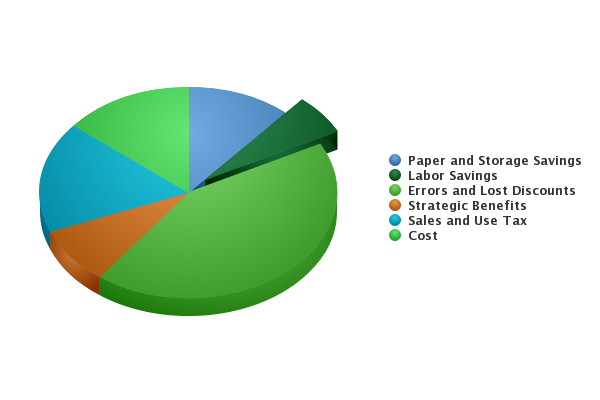 Paper and Storage Savings
Labor Savings
Errors and Lost Discounts
Strategic Benefits
Sales and Use Tax
Cost